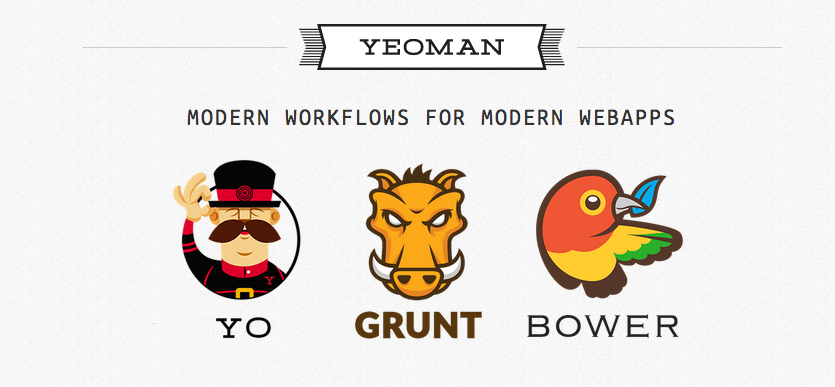 YEOMAN
MODERN WORKFLOWS FOR MODERN WEBAPPS
Y
YO
GRUNT
BOWER